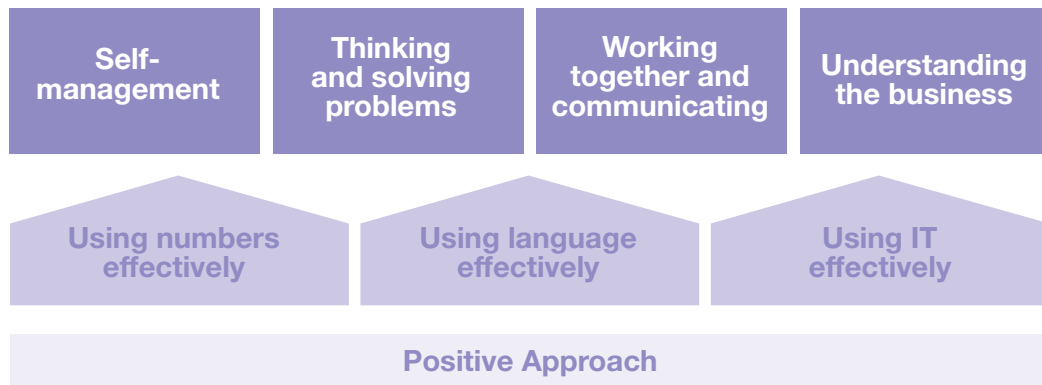 Self-
management
Thinking
and solving
problems
Working
together and
communicating
Understanding
the business
Using numbers
effectively
Using language
effectively
Using IT
effectively
Positive Approach